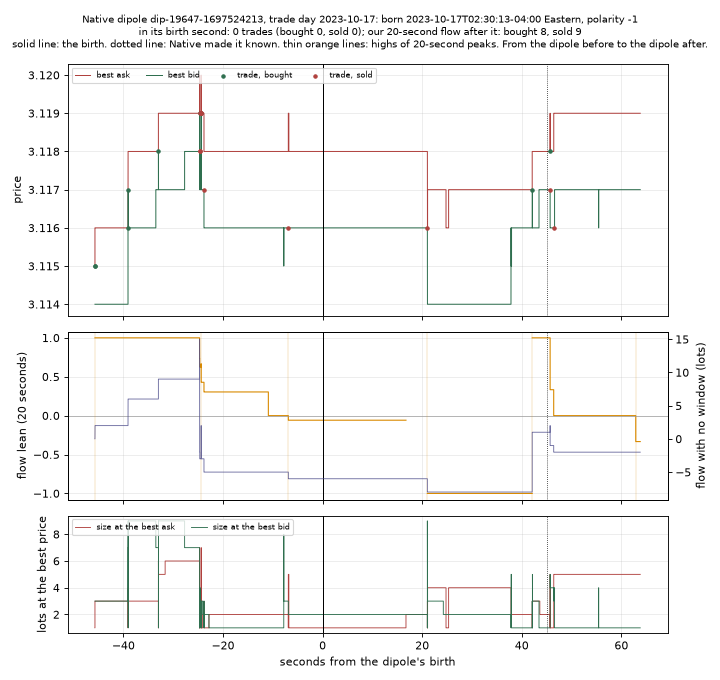 Native dipole dip-19647-1697524213, trade day 2023-10-17: born 2023-10-17T02:30:13-04:00 Eastern, polarity -1
in its birth second: 0 trades (bought 0, sold 0); our 20-second flow after it: bought 8, sold 9
solid line: the birth. dotted line: Native made it known. thin orange lines: highs of 20-second peaks. From the dipole before to the dipole after.
best ask
best bid
trade, bought
trade, sold
3.120
3.119
3.118
3.117
3.116
3.115
3.114
price
1.0
0.5
0.0
−0.5
−1.0
flow lean (20 seconds)
15
10
5
0
−5
flow with no window (lots)
size at the best ask
size at the best bid
8
6
4
2
lots at the best price
−40
−20
0
20
40
60
seconds from the dipole's birth